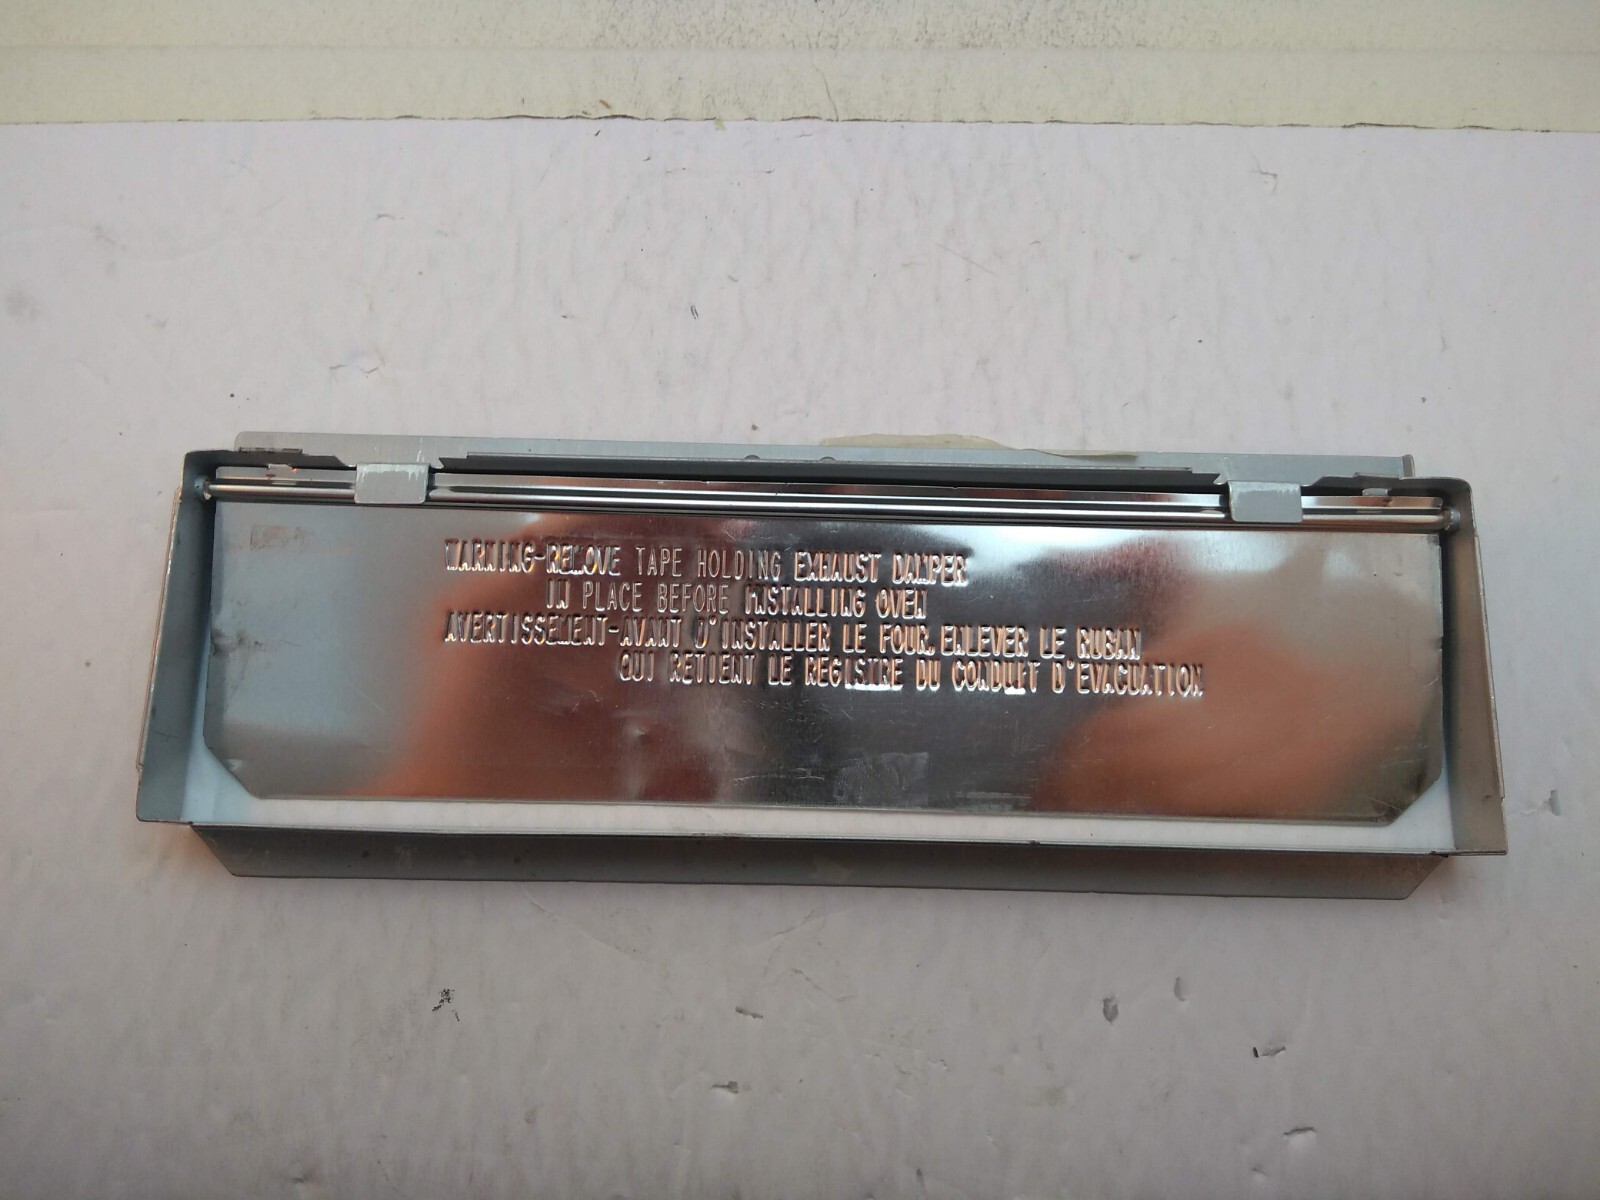 WARNING-REMOVE TAPE HOLDING EXHAUST DAMPER
IN PLACE BEFORE INSTALLING OVEN
AVERTISSEMENT-AVANT D'INSTALLER LE FOUR, ENLEVER LE RUBAN
QUI RETIENT LE REGISTRE DU CONDUIT D'EVACUATION